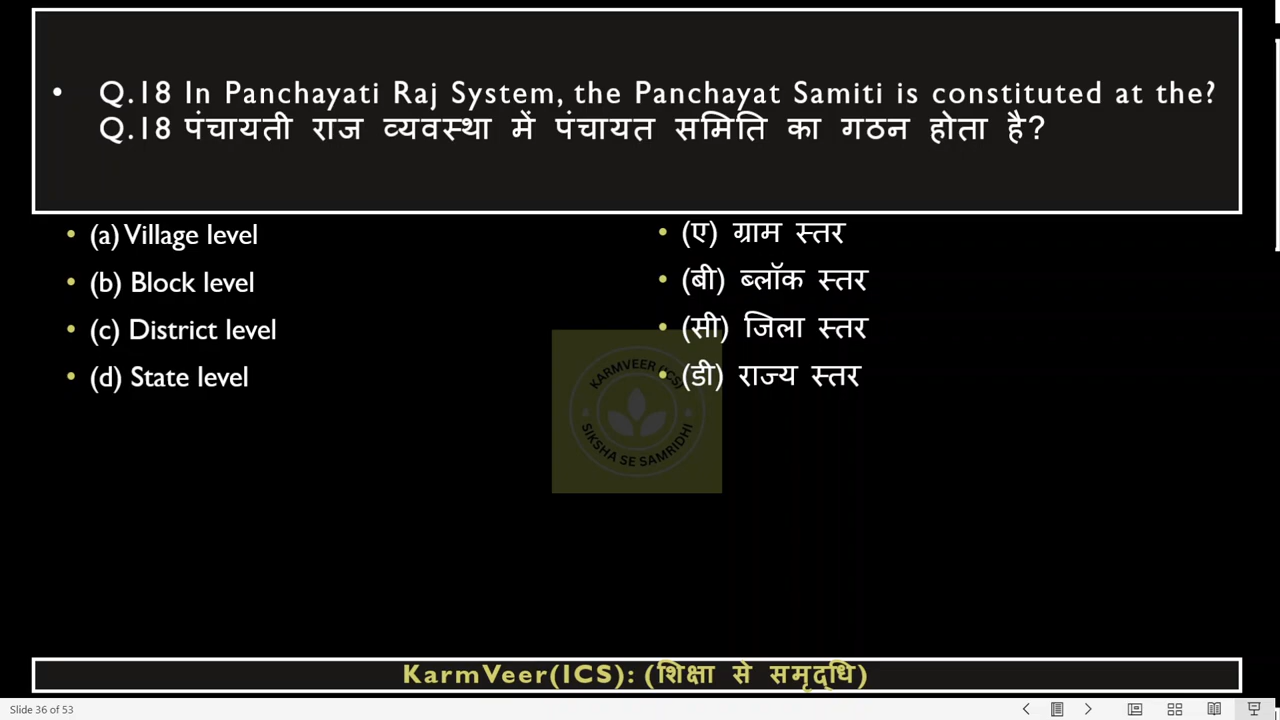 • Q.18 In Panchayati Raj System, the Panchayat Samiti is constituted at the?
Q.18 पंचायती राज व्यवस्था में पंचायत समिति का गठन होता है?
• (a) Village level
• (b) Block level
• (c) District level
• (d) State level
• (ए) ग्राम स्तर
• (बी) ब्लॉक स्तर
• (सी) जिला स्तर
• (डी) राज्य स्तर
KARMVEER (ICS)
SIKSHA SE SAMRIDHI
KarmVeer(ICS): (शिक्षा से समृद्धि)
Slide 36 of 53